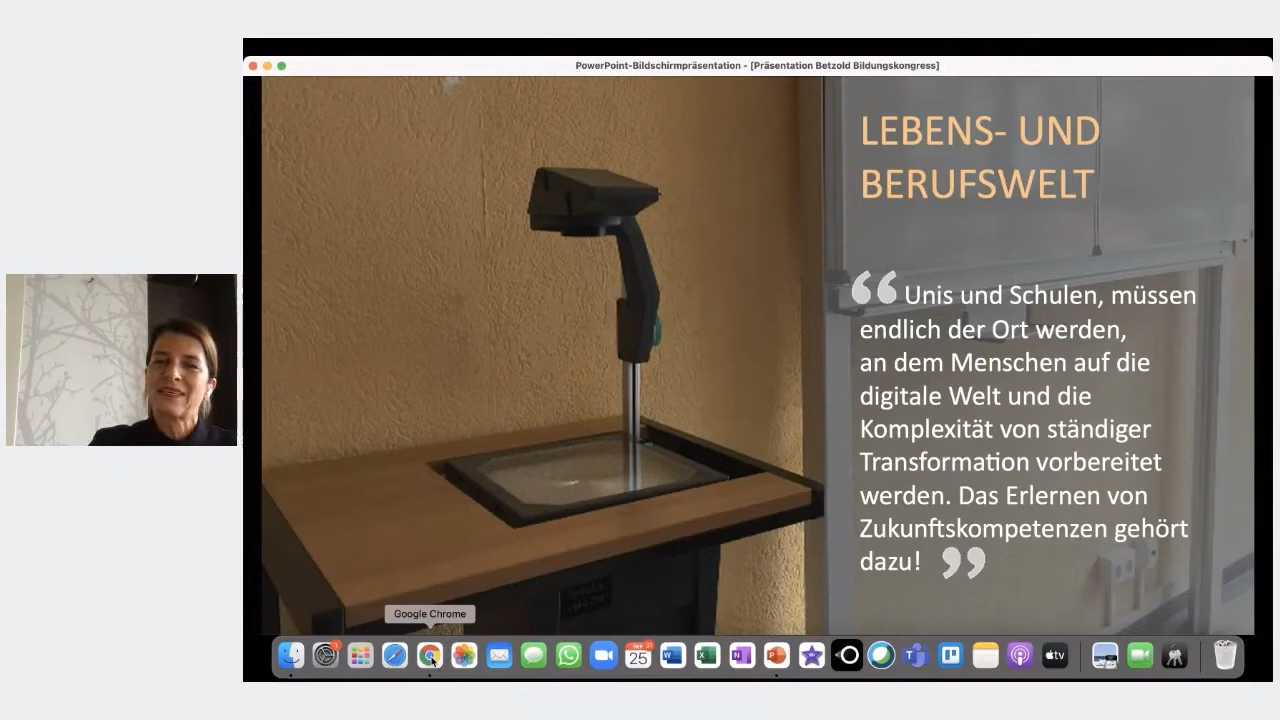 PowerPoint-Bildschirmpräsentation - [Präsentation Betzold Bildungskongress]
LEBENS- UND
BERUFSWELT
“ Unis und Schulen, müssen
endlich der Ort werden,
an dem Menschen auf die
digitale Welt und die
Komplexität von ständiger
Transformation vorbereitet
werden. Das Erlernen von
Zukunftskompetenzen gehört
dazu! ”
Google Chrome
SEP
25
tv